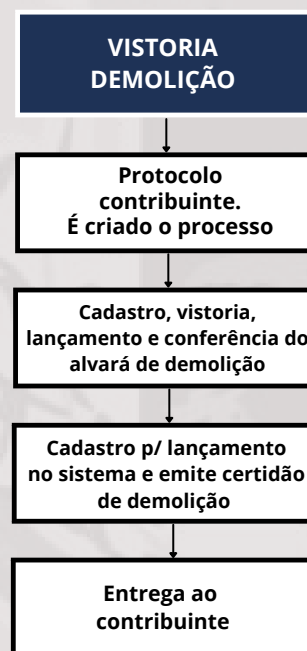 VISTORIA
DEMOLIÇÃO
Protocolo
contribuinte.
É criado o processo
Cadastro, vistoria,
lançamento e conferência do
alvará de demolição
Cadastro p/ lançamento
no sistema e emite certidão
de demolição
Entrega ao
contribuinte